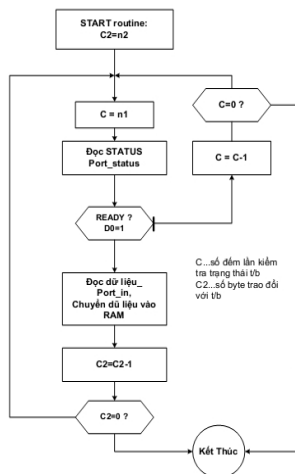 START routine:
C2=n2
C=0 ?
C = n1
Đọc STATUS
Port_status
C = C-1
READY ?
D0=1
C...số đếm lần kiểm
tra trạng thái t/b
C2...số byte trao đổi
với t/b
Đọc dữ liệu_
Port_in,
Chuyển dũ liệu vào
RAM
C2=C2-1
C2=0 ?
Kết Thúc